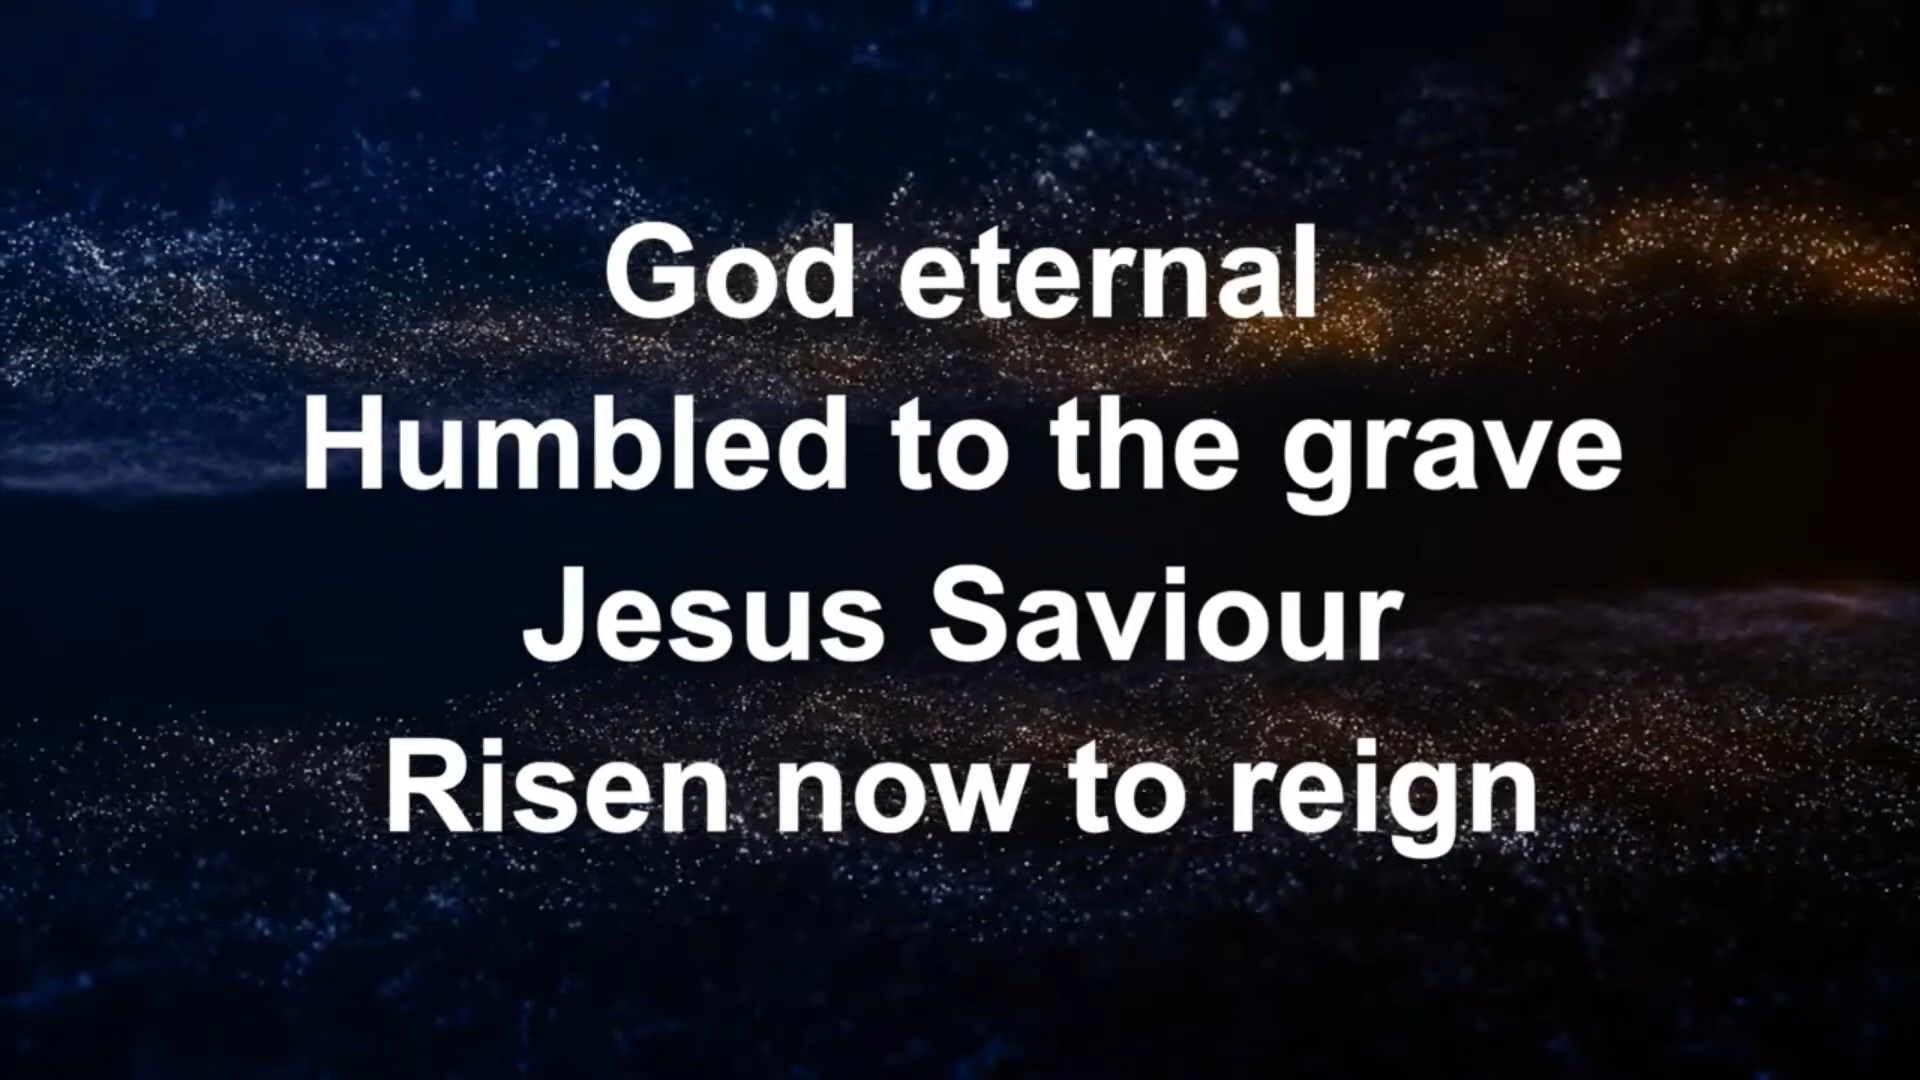 God eternal
Humbled to the grave
Jesus Saviour
Risen now to reign